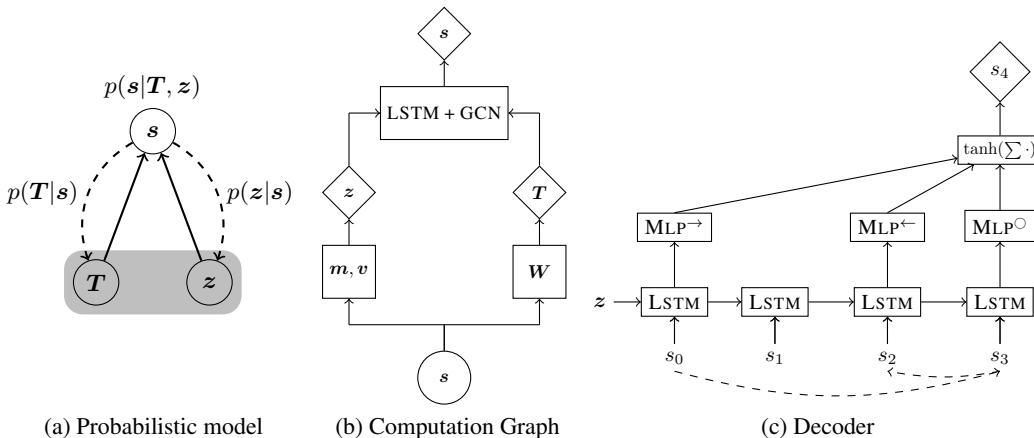 p(s|T, z)
s
p(T|s)
p(z|s)
T
z
(a) Probabilistic model
s
LSTM + GCN
z
T
m, v
W
s
(b) Computation Graph
s₄
tanh(∑ ·)
MLP→ MLP← MLP○
z LSTM LSTM LSTM LSTM
s₀ s₁ s₂ s₃
(c) Decoder